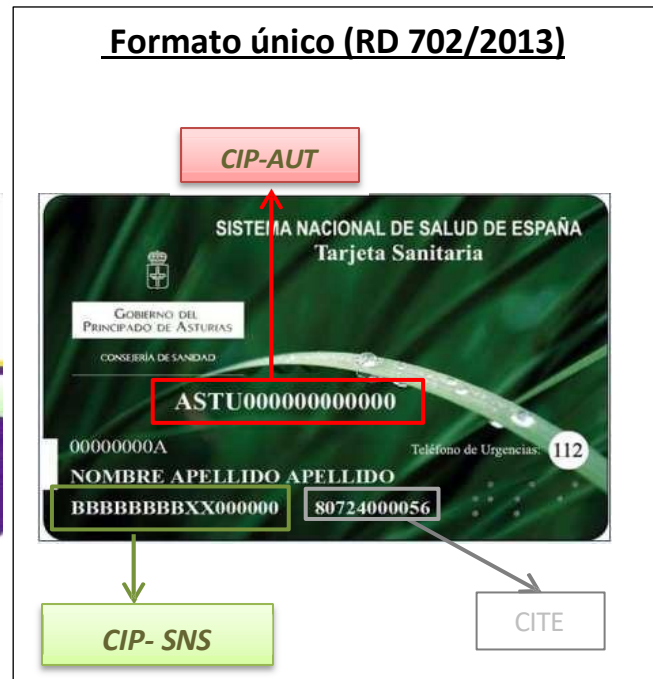 Formato único (RD 702/2013)
CIP-AUT
SISTEMA NACIONAL DE SALUD DE ESPAÑA
Tarjeta Sanitaria
GOBIERNO DEL
PRINCIPADO DE ASTURIAS
CONSEJERÍA DE SANIDAD
ASTU000000000000
00000000A
Teléfono de Urgencias: 112
NOMBRE APELLIDO APELLIDO
BBBBBBBBXX000000 80724000056
CIP- SNS
CITE